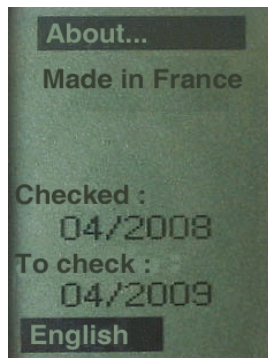 About...
Made in France
Checked :
04/2008
To check :
04/2009
English